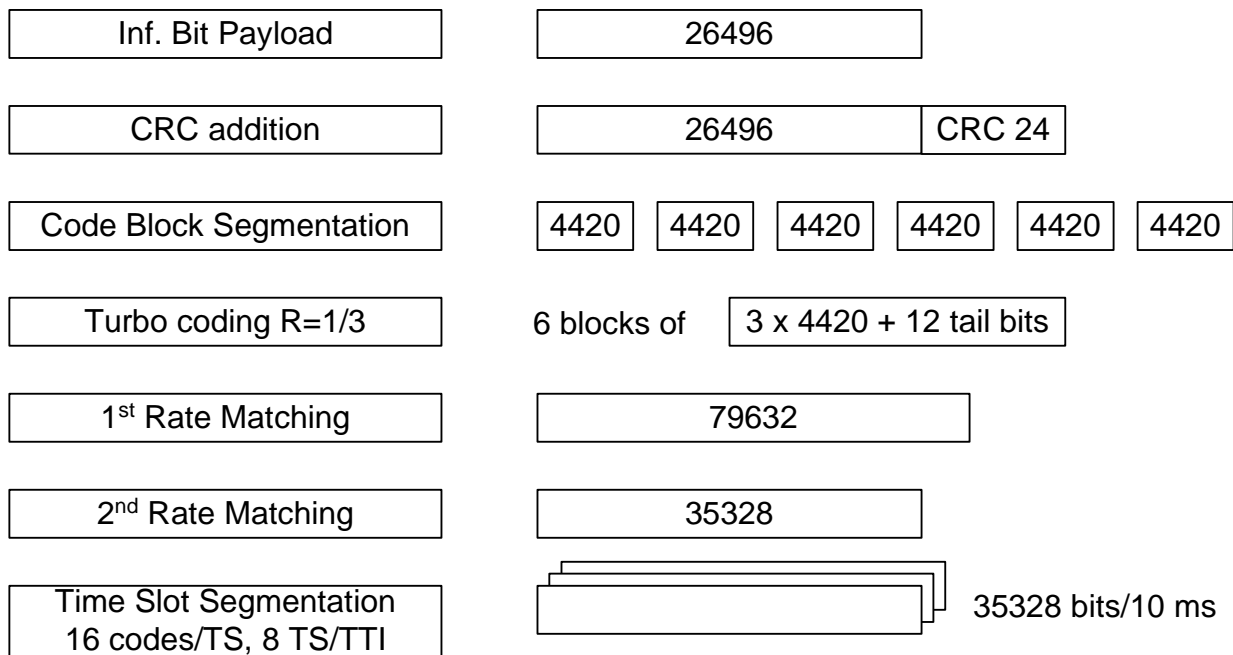 Inf. Bit Payload 26496
CRC addition 26496 CRC 24
Code Block Segmentation 4420 4420 4420 4420 4420 4420
Turbo coding R=1/3 6 blocks of 3 x 4420 + 12 tail bits
1st Rate Matching 79632
2nd Rate Matching 35328
Time Slot Segmentation
16 codes/TS, 8 TS/TTI
35328 bits/10 ms